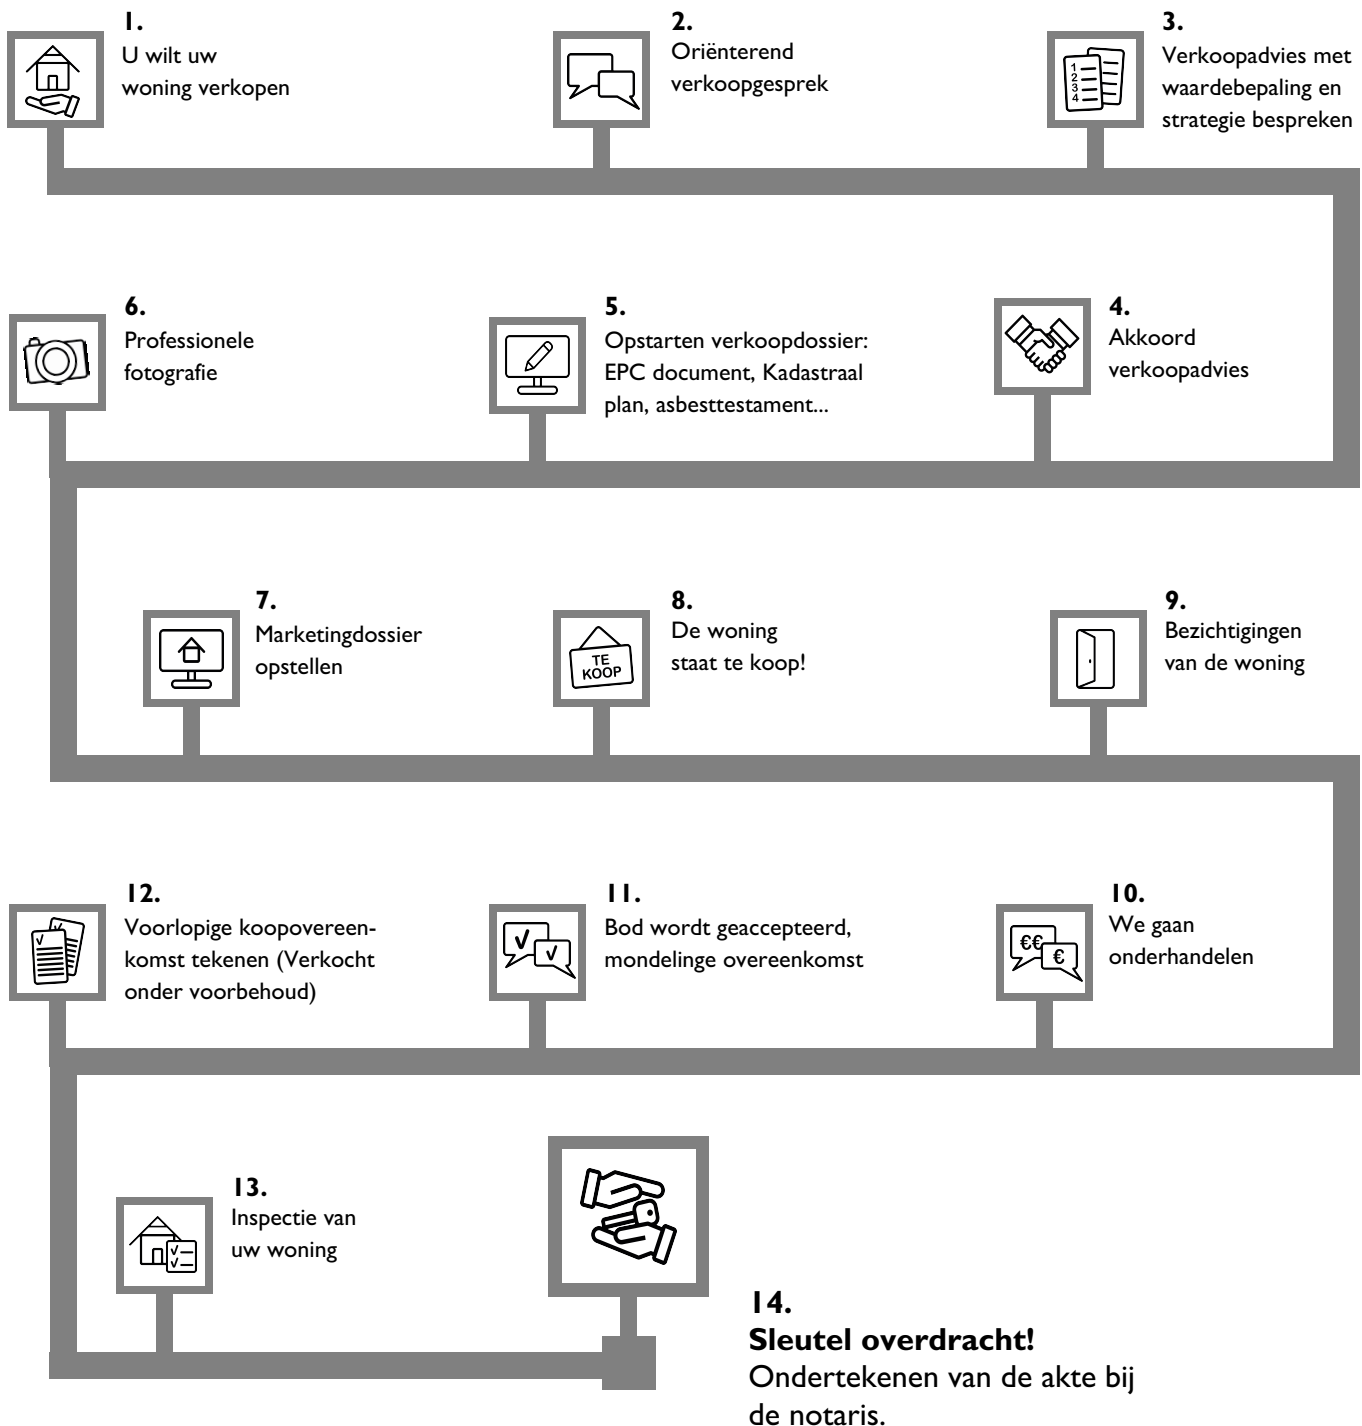 1.
U wilt uw
woning verkopen
2.
Oriënterend
verkoopgesprek
3.
Verkoopadvies met
waardebepaling en
strategie bespreken
1
2
3
4
4.
Akkoord
verkoopadvies
5.
Opstarten verkoopdossier:
EPC document, Kadastraal
plan, asbesttestament...
6.
Professionele
fotografie
7.
Marketingdossier
opstellen
8.
De woning
staat te koop!
TE
KOOP
9.
Bezichtigingen
van de woning
10.
We gaan
onderhandelen
€€
€
11.
Bod wordt geaccepteerd,
mondelinge overeenkomst
12.
Voorlopige koopovereen-
komst tekenen (Verkocht
onder voorbehoud)
13.
Inspectie van
uw woning
14.
Sleutel overdracht!
Ondertekenen van de akte bij
de notaris.